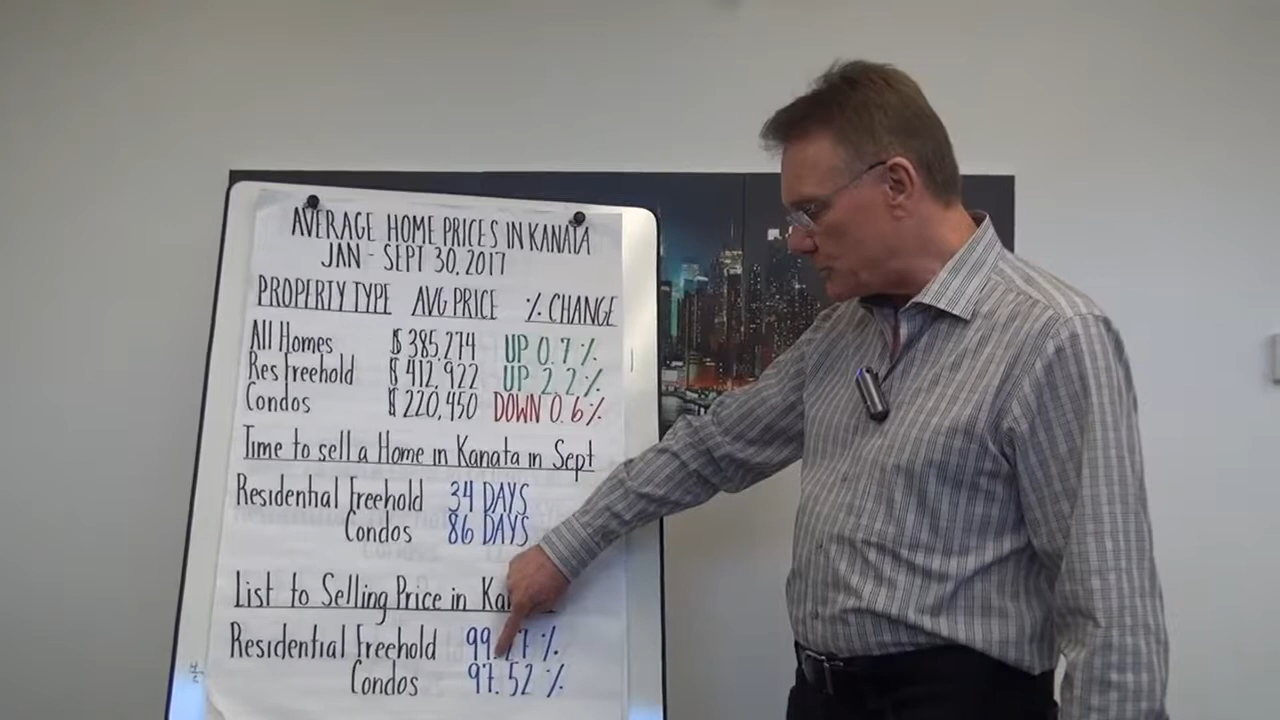 AVERAGE HOME PRICES IN KANATA
JAN - SEPT 30, 2017
PROPERTY TYPE AVG PRICE % CHANGE
All Homes $385,274 UP 0.7%
Res Freehold $412,922 UP 2.2%
Condos $220,450 DOWN 0.6%
Time to sell a Home in Kanata in Sept
Residential Freehold 34 DAYS
Condos 86 DAYS
List to Selling Price in
Residential Freehold
Condos 97.52%